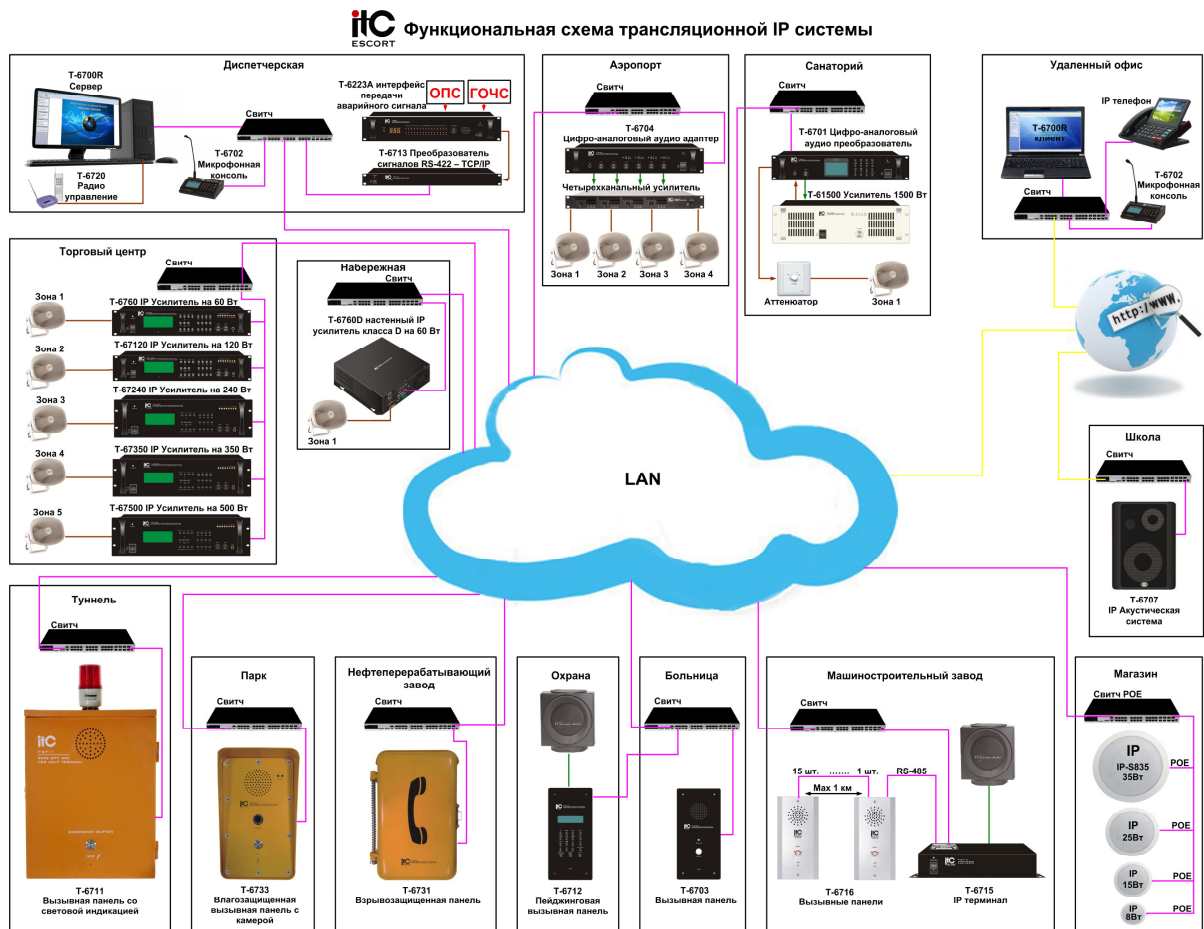 itc
ESCORT
Функциональная схема трансляционной IP системы
Диспетчерская
T-6700R
Сервер
Свитч
T-6223A интерфейс
передачи
аварийного сигнала
ОПС
ГОЧС
T-6702
Микрофонная
консоль
T-6720
Радио
управление
T-6713 Преобразователь
сигналов RS-422 – TCP/IP
Аэропорт
Свитч
T-6704
Цифро-аналоговый аудио адаптер
Четырехканальный усилитель
Зона 1
Зона 2
Зона 3
Зона 4
Санаторий
Свитч
T-6701 Цифро-аналоговый
аудио преобразователь
T-61500 Усилитель 1500 Вт
Аттенюатор
Зона 1
Удаленный офис
IP телефон
T-6700R
клиент
T-6702
Микрофонная
консоль
Свитч
http:/www.
Торговый центр
Свитч
Зона 1
T-6760 IP Усилитель на 60 Вт
Зона 2
T-67120 IP Усилитель на 120 Вт
Зона 3
T-67240 IP Усилитель на 240 Вт
Зона 4
T-67350 IP Усилитель на 350 Вт
Зона 5
T-67500 IP Усилитель на 500 Вт
Набережная
Свитч
T-6760D настенный IP
усилитель класса D на 60 Вт
Зона 1
LAN
Школа
Свитч
T-6707
IP Акустическая
система
Туннель
Свитч
itc
EMERGENCY BUTTON
T-6711
Вызывная панель со
световой индикацией
Парк
Свитч
T-6733
Влагозащищенная
вызывная панель с
камерой
Нефтеперерабатывающий
завод
Свитч
T-6731
Взрывозащищенная панель
Охрана
T-6712
Пейджинговая
вызывная панель
Больница
Свитч
T-6703
Вызывная панель
Машиностроительный завод
Свитч
15 шт. ....... 1 шт.
RS-485
Max 1 км
itc
itc
T-6716
Вызывные панели
T-6715
IP терминал
Магазин
Свитч POE
IP
IP-S835
35Вт
POE
IP
25Вт
POE
IP
15Вт
POE
IP
8Вт
POE